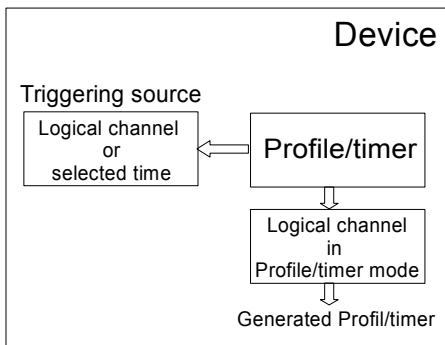 Device
Triggering source
Logical channel
or
selected time
Profile/timer
Logical channel
in
Profile/timer mode
Generated Profil/timer